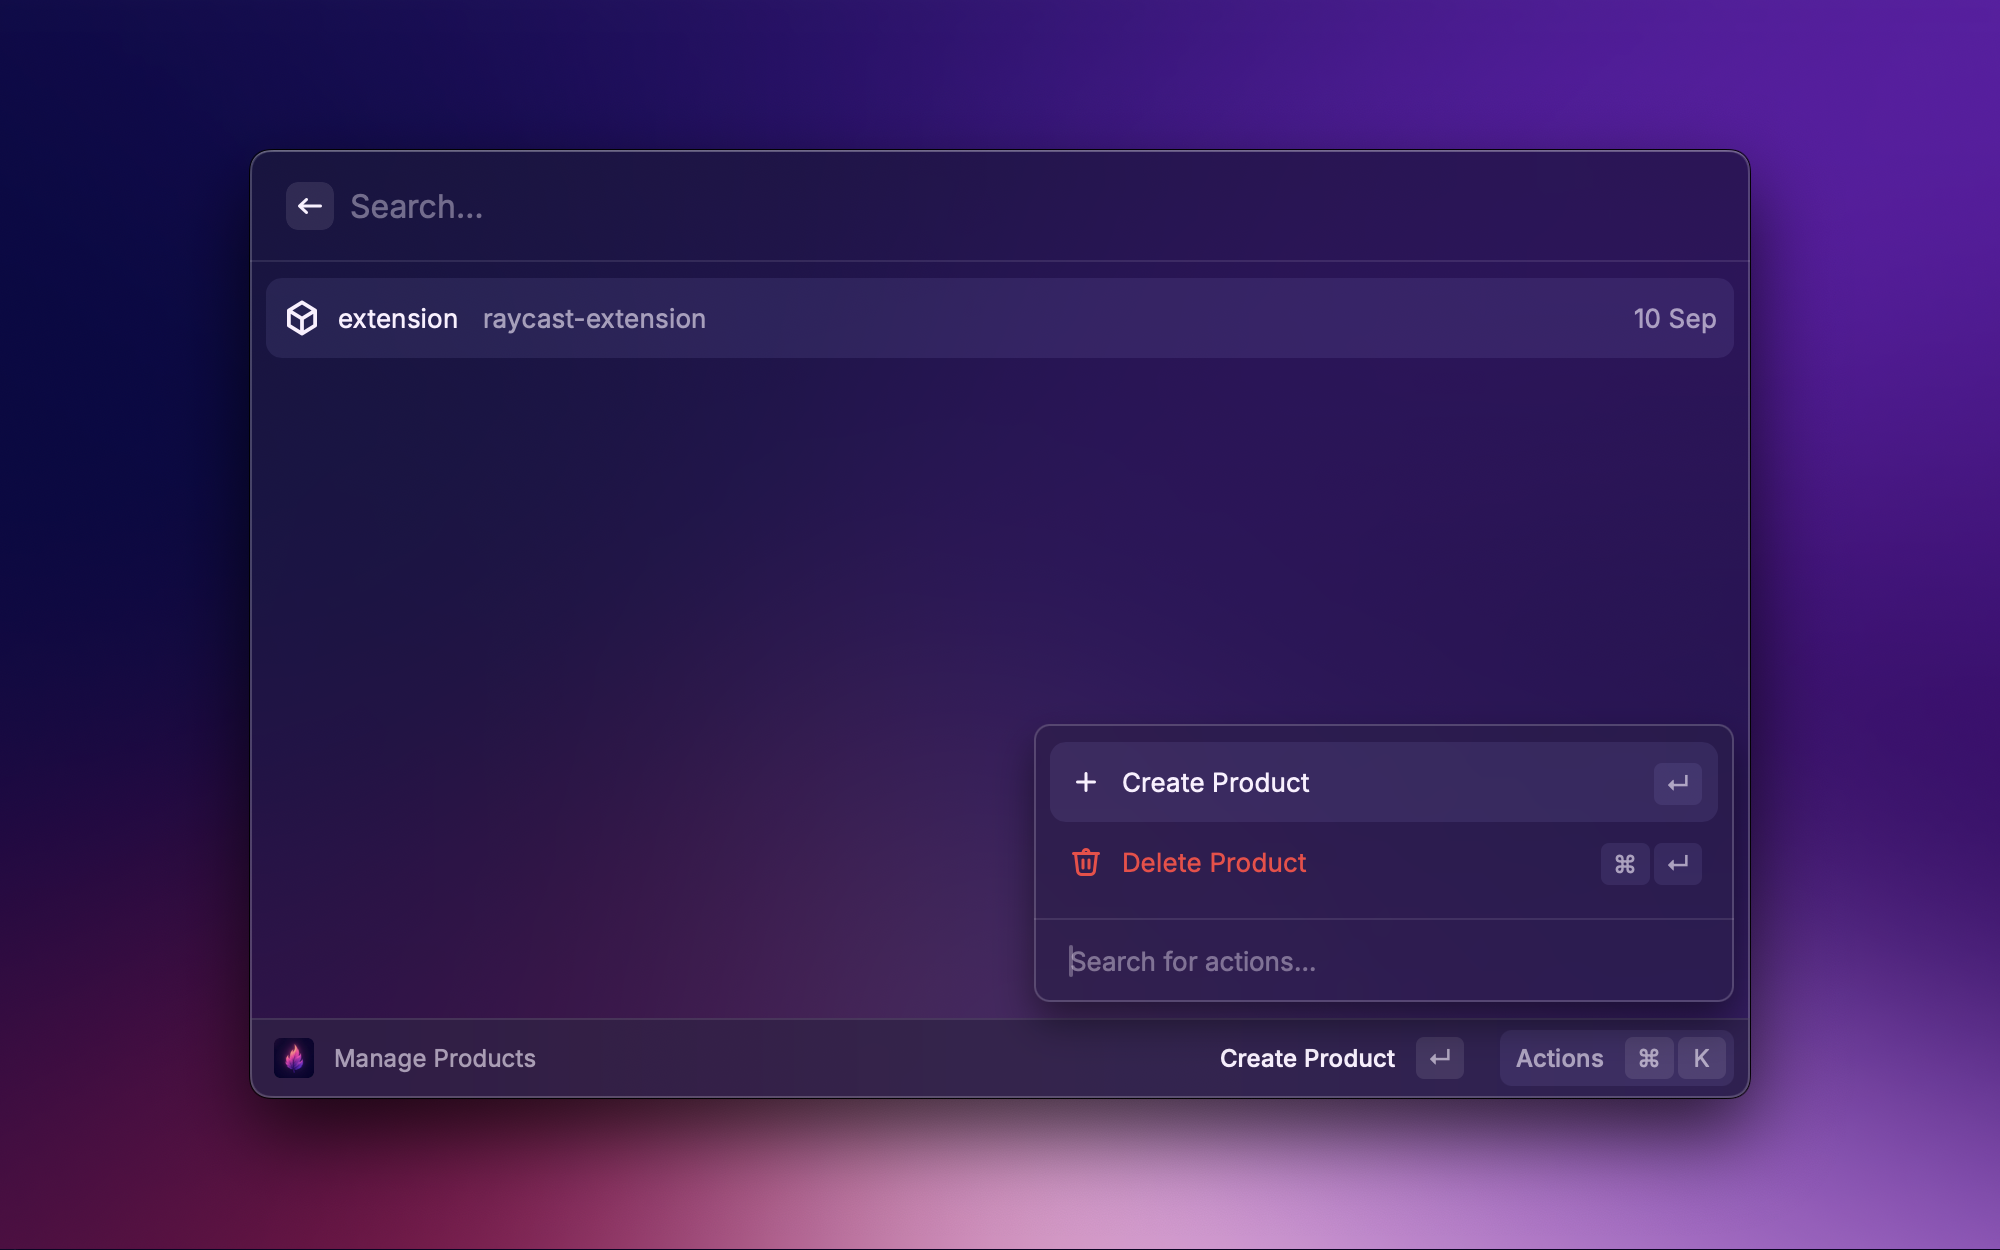 Search...
extension raycast-extension 10 Sep
Create Product ↵
Delete Product ⌘ ↵
Search for actions...
Manage Products Create Product ↵ Actions ⌘ K